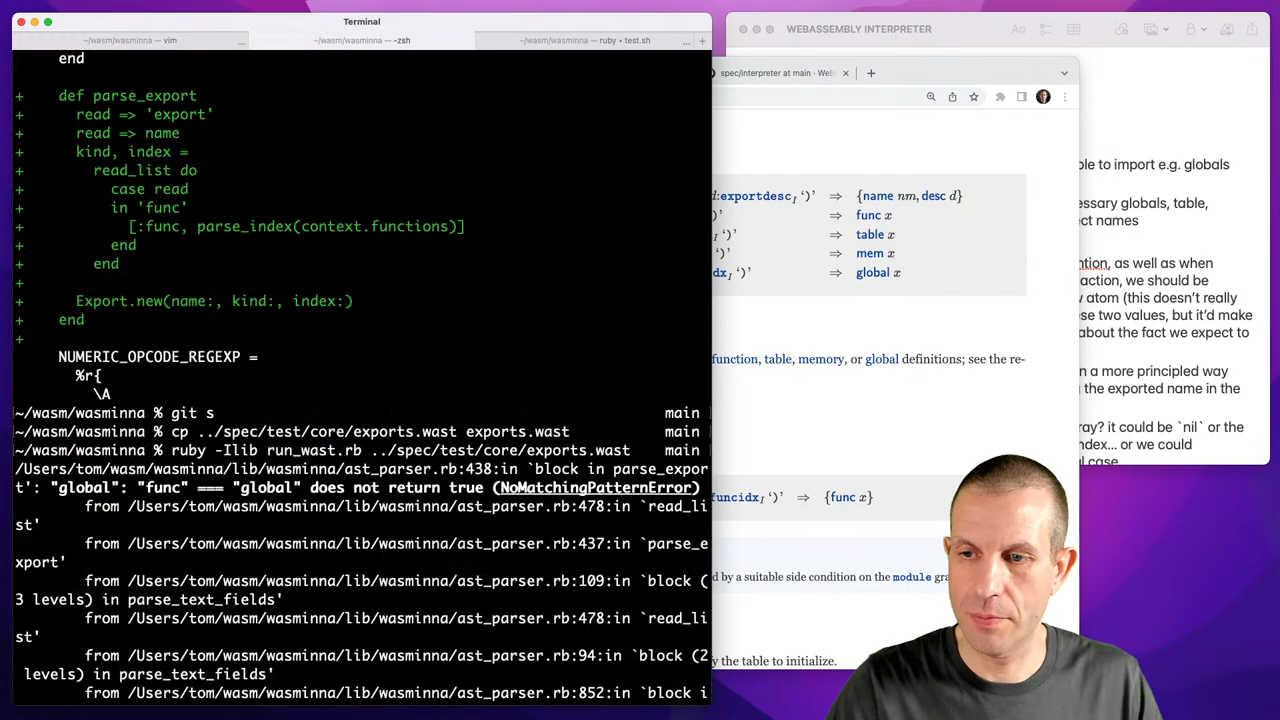 Terminal
~/wasm/wasminna — vim
...
~/wasm/wasminna — -zsh
~/wasm/wasminna — ruby • test.sh
...
+
end
+ def parse_export
+ read => 'export'
+ read => name
+ kind, index =
+ read_list do
+ case read
+ in 'func'
+ [:func, parse_index(context.functions)]
+ end
+ end
+
+ Export.new(name:, kind:, index:)
+ end
+
NUMERIC_OPCODE_REGEXP =
%r{
\A
~/wasm/wasminna % git s main
~/wasm/wasminna % cp ../spec/test/core/exports.wast exports.wast main
~/wasm/wasminna % ruby -Ilib run_wast.rb ../spec/test/core/exports.wast main
/Users/tom/wasm/wasminna/lib/wasminna/ast_parser.rb:438:in `block in parse_expor
t': "global": "func" === "global" does not return true (NoMatchingPatternError)
from /Users/tom/wasm/wasminna/lib/wasminna/ast_parser.rb:478:in `read_li
st'
from /Users/tom/wasm/wasminna/lib/wasminna/ast_parser.rb:437:in `parse_e
xport'
from /Users/tom/wasm/wasminna/lib/wasminna/ast_parser.rb:109:in `block (
3 levels) in parse_text_fields'
from /Users/tom/wasm/wasminna/lib/wasminna/ast_parser.rb:478:in `read_li
st'
from /Users/tom/wasm/wasminna/lib/wasminna/ast_parser.rb:94:in `block (2
levels) in parse_text_fields'
from /Users/tom/wasm/wasminna/lib/wasminna/ast_parser.rb:852:in `block i
WEBASSEMBLY INTERPRETER
Aa
spec/interpreter at main · Web
d:exportdescI ‘)’ ⇒ {name nm, desc d}
)’ ⇒ func x
‘)’ ⇒ table x
‘)’ ⇒ mem x
dxI ‘)’ ⇒ global x
function, table, memory, or global definitions; see the re-
funcidxI ‘)’ ⇒ {func x}
d by a suitable side condition on the module gra
y the table to initialize.
ble to import e.g. globals
essary globals, table,
ect names
ntion, as well as when
action, we should be
w atom (this doesn’t really
ese two values, but it’d make
about the fact we expect to
n a more principled way
g the exported name in the
ray? it could be `nil` or the
ndex... or we could
al case